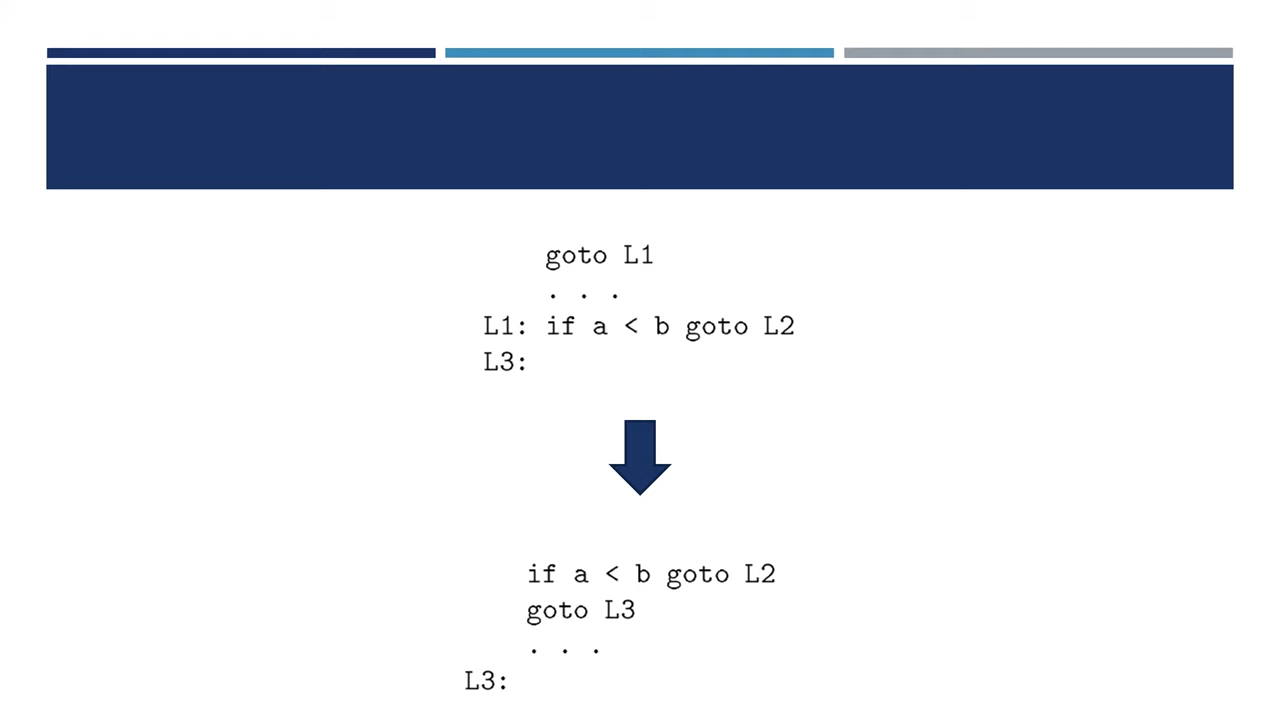 goto L1
. . .
L1: if a < b goto L2
L3:
if a < b goto L2
goto L3
. . .
L3: